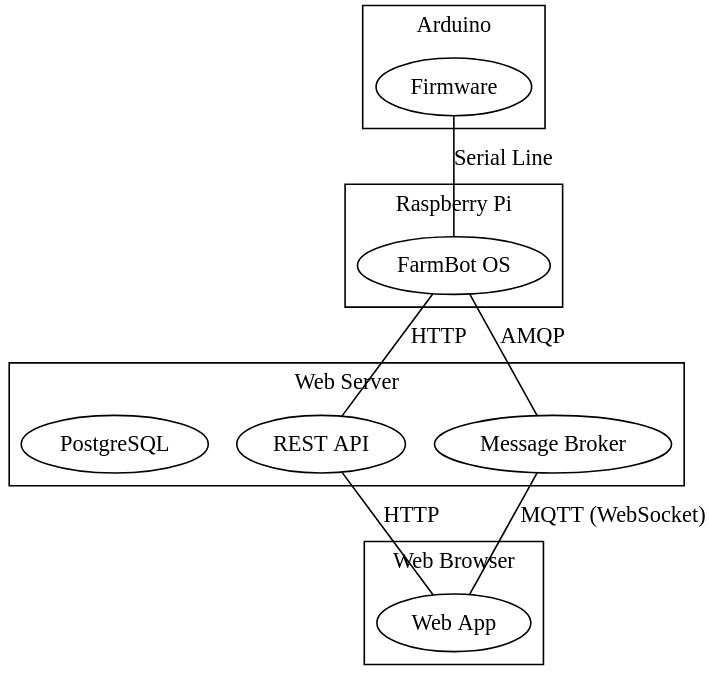 Arduino
Firmware
Serial Line
Raspberry Pi
FarmBot OS
HTTP
AMQP
Web Server
PostgreSQL
REST API
Message Broker
HTTP
MQTT (WebSocket)
Web Browser
Web App